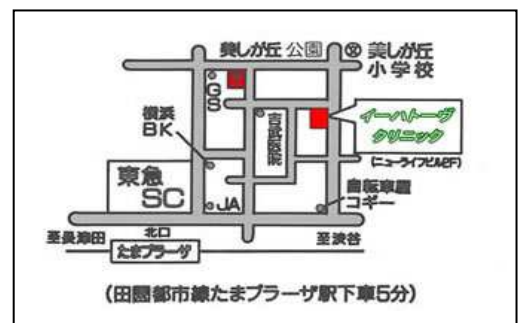 美しが丘公園
美しが丘
小学校
GS
横浜
BK
吉武医院
イーハトーヴ
クリニック
(ニューライフビル2F)
東急
SC
自転車屋
コギー
JA
至長津田
北口
至渋谷
たまプラーザ
(田園都市線たまプラーザ駅下車5分)